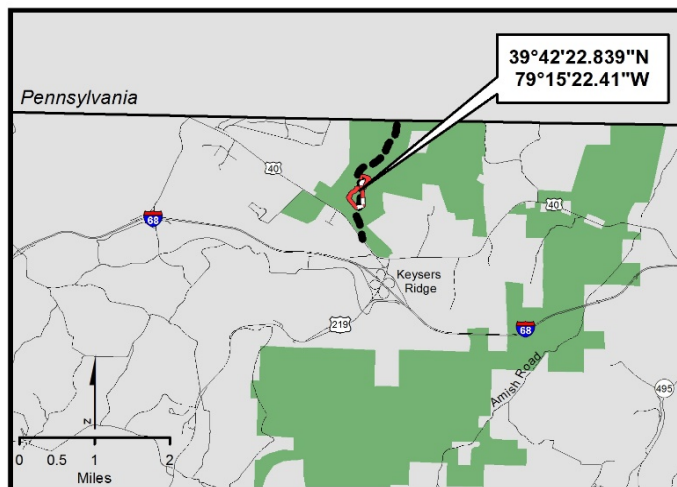 39°42'22.839"N
79°15'22.41"W
Pennsylvania
40
40
68
Keysers
Ridge
219
68
Amish Road
495
N
0 0.5 1 2
Miles